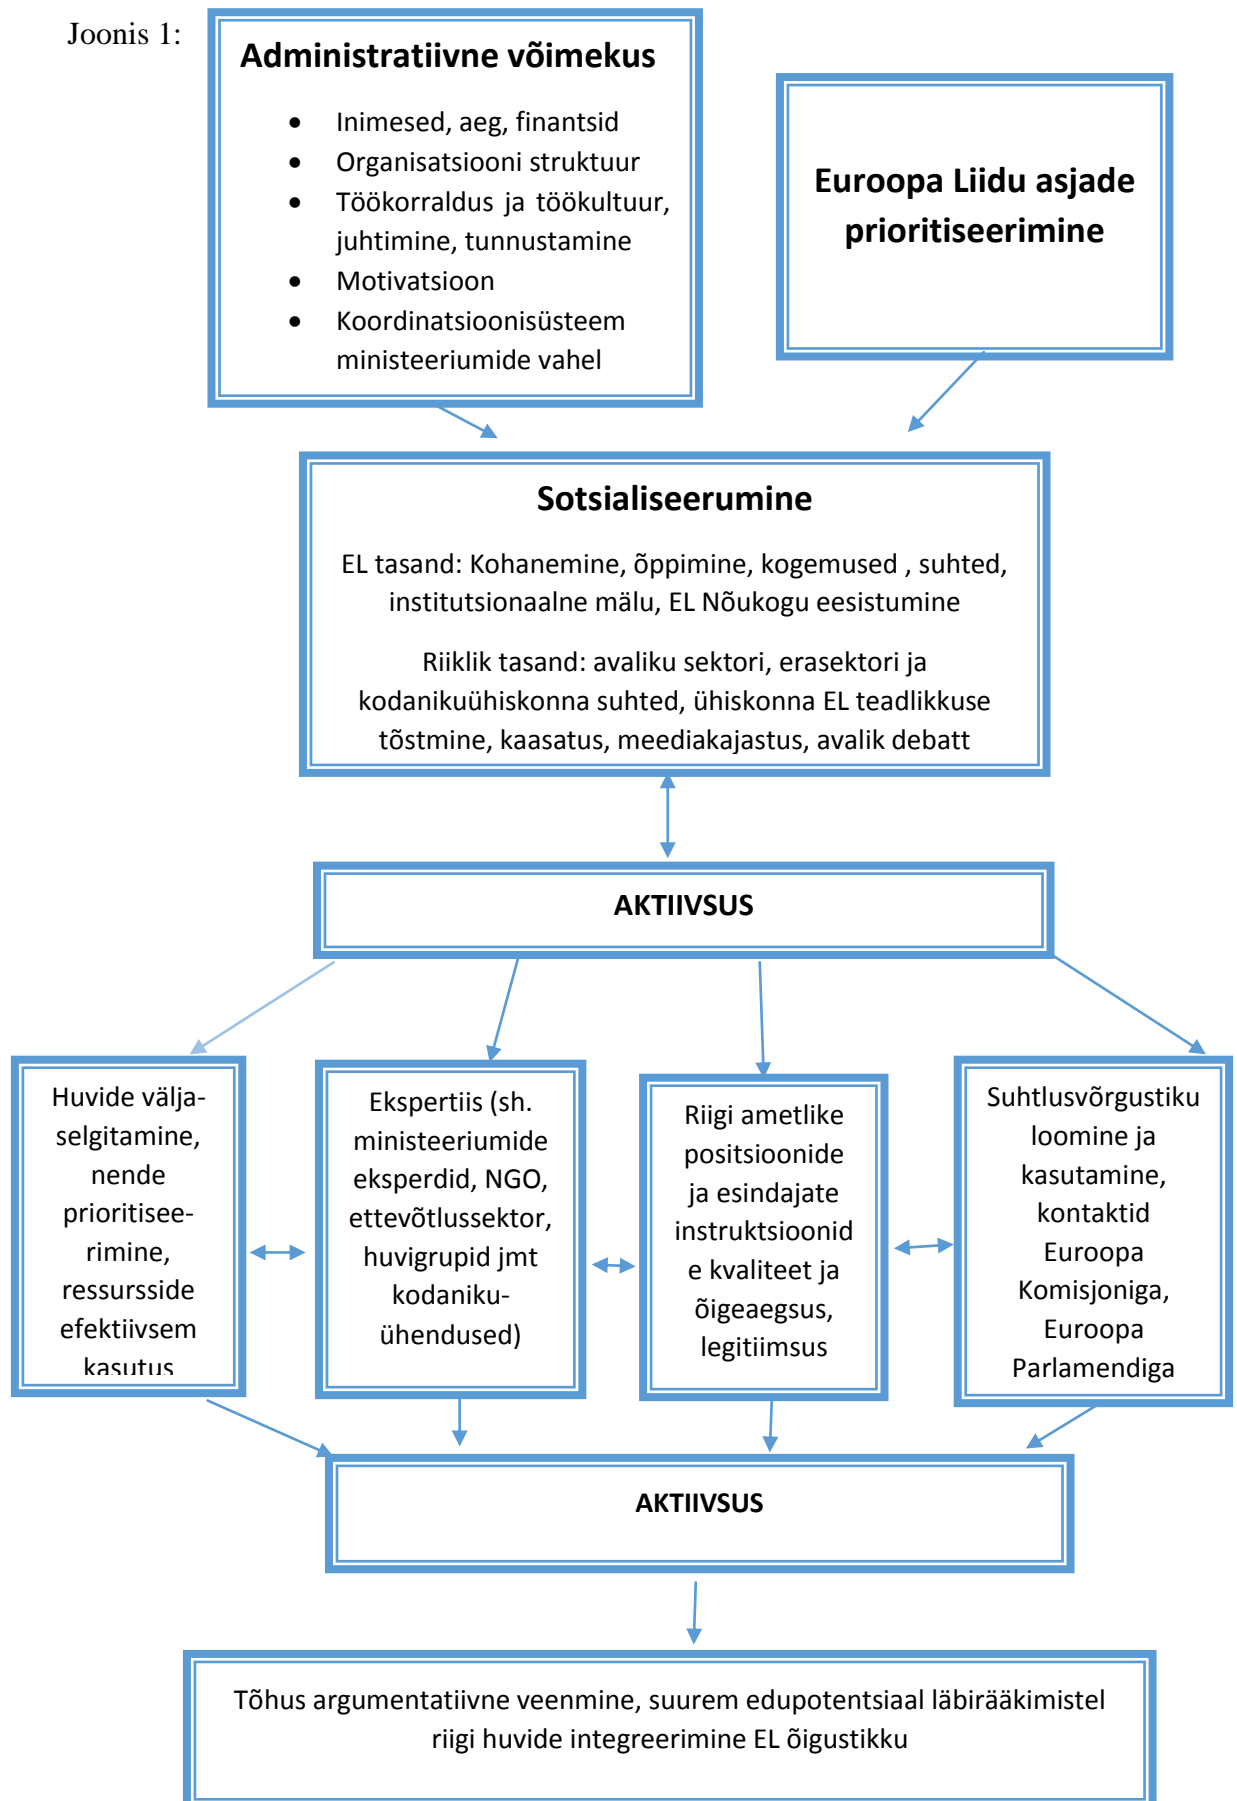 Joonis 1:
Administratiivne võimekus
• Inimesed, aeg, finantsid
• Organisatsiooni struktuur
• Töökorraldus ja töökultuur,
juhtimine, tunnustamine
• Motivatsioon
• Koordinatsioonisüsteem
ministeeriumide vahel
Euroopa Liidu asjade
prioritiseerimine
Sotsialiseerumine
EL tasand: Kohanemine, õppimine, kogemused , suhted,
institutsionaalne mälu, EL Nõukogu eesistumine
Riiklik tasand: avaliku sektori, erasektori ja
kodanikuühiskonna suhted, ühiskonna EL teadlikkuse
tõstmine, kaasatus, meediakajastus, avalik debatt
AKTIIVSUS
Huvide välja-
selgitamine,
nende
prioritisee-
rimine,
ressursside
efektiivsem
kasutus
Ekspertiis (sh.
ministeeriumide
eksperdid, NGO,
ettevõtlussektor,
huvigrupid jmt
kodaniku-
ühendused)
Riigi ametlike
positsioonide
ja esindajate
instruktsioonid
e kvaliteet ja
õigeaegsus,
legitiimsus
Suhtlusvõrgustiku
loomine ja
kasutamine,
kontaktid
Euroopa
Komisjoniga,
Euroopa
Parlamendiga
AKTIIVSUS
Tõhus argumentatiivne veenmine, suurem edupotentsiaal läbirääkimistel
riigi huvide integreerimine EL õigustikku